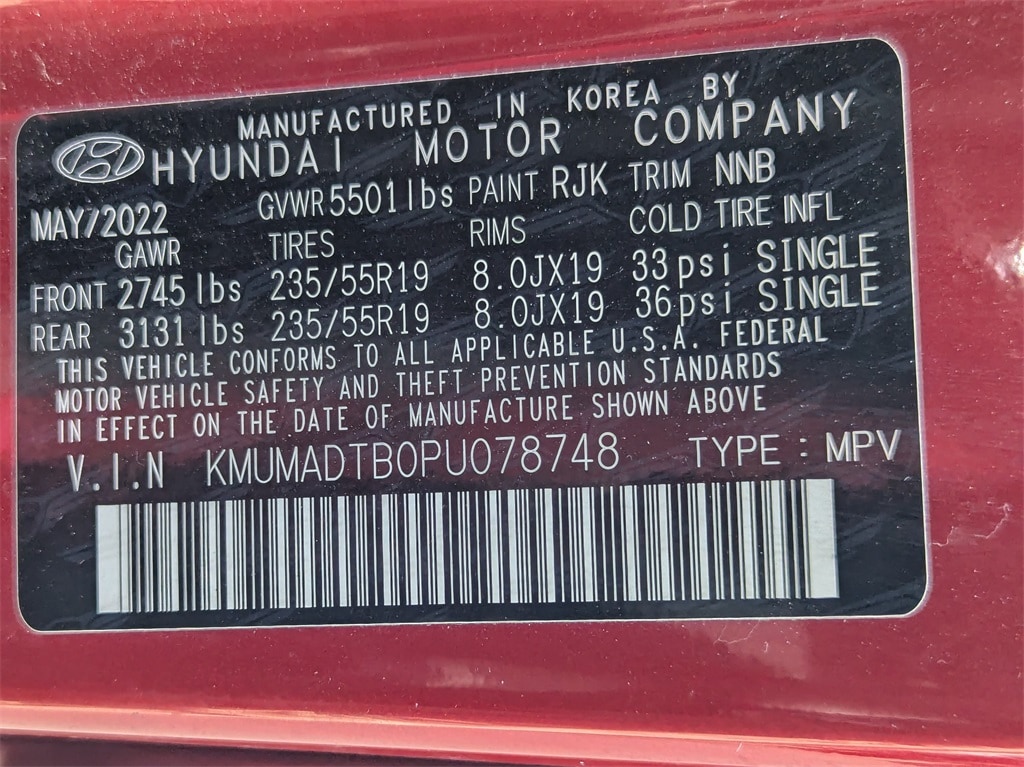 MANUFACTURED IN KOREA BY
HYUNDAI MOTOR COMPANY
MAY/2022 GVWR 5501lbs PAINT RJK TRIM NNB
GAWR TIRES RIMS COLD TIRE INFL
FRONT 2745 lbs 235/55R19 8.0JX19 33psi SINGLE
REAR 3131 lbs 235/55R19 8.0JX19 36psi SINGLE
THIS VEHICLE CONFORMS TO ALL APPLICABLE U.S.A. FEDERAL
MOTOR VEHICLE SAFETY AND THEFT PREVENTION STANDARDS
IN EFFECT ON THE DATE OF MANUFACTURE SHOWN ABOVE
V.I.N KMUMADTB0PU078748 TYPE : MPV